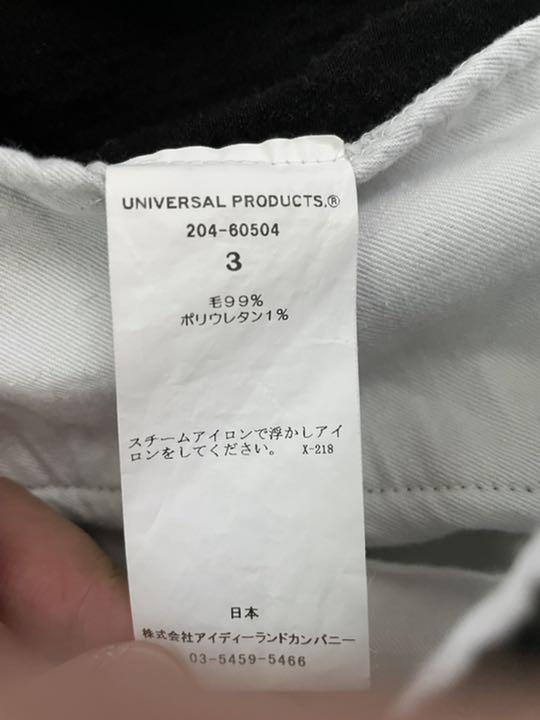 UNIVERSAL PRODUCTS.®
204-60504
3
毛99%
ポリウレタン1%
スチームアイロンで浮かしアイ
ロンをしてください。 X-218
日本
株式会社アイディーランドカンパニー
03-5459-5466